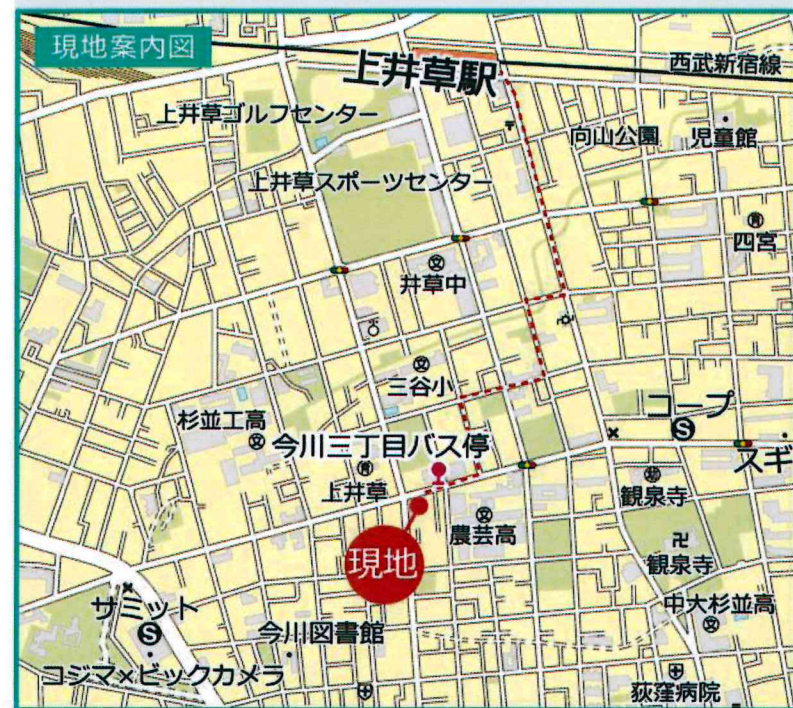 現地案内図
上井草駅
西武新宿線
上井草ゴルフセンター
〒
向山公園
児童館
上井草スポーツセンター
四宮
井草中
三谷小
杉並工高
コープ
S
今川三丁目バス停
スギ
上井草
観泉寺
農芸高
卍
観泉寺
現地
サミット
S
中大杉並高
今川図書館
コジマ×ビックカメラ
荻窪病院